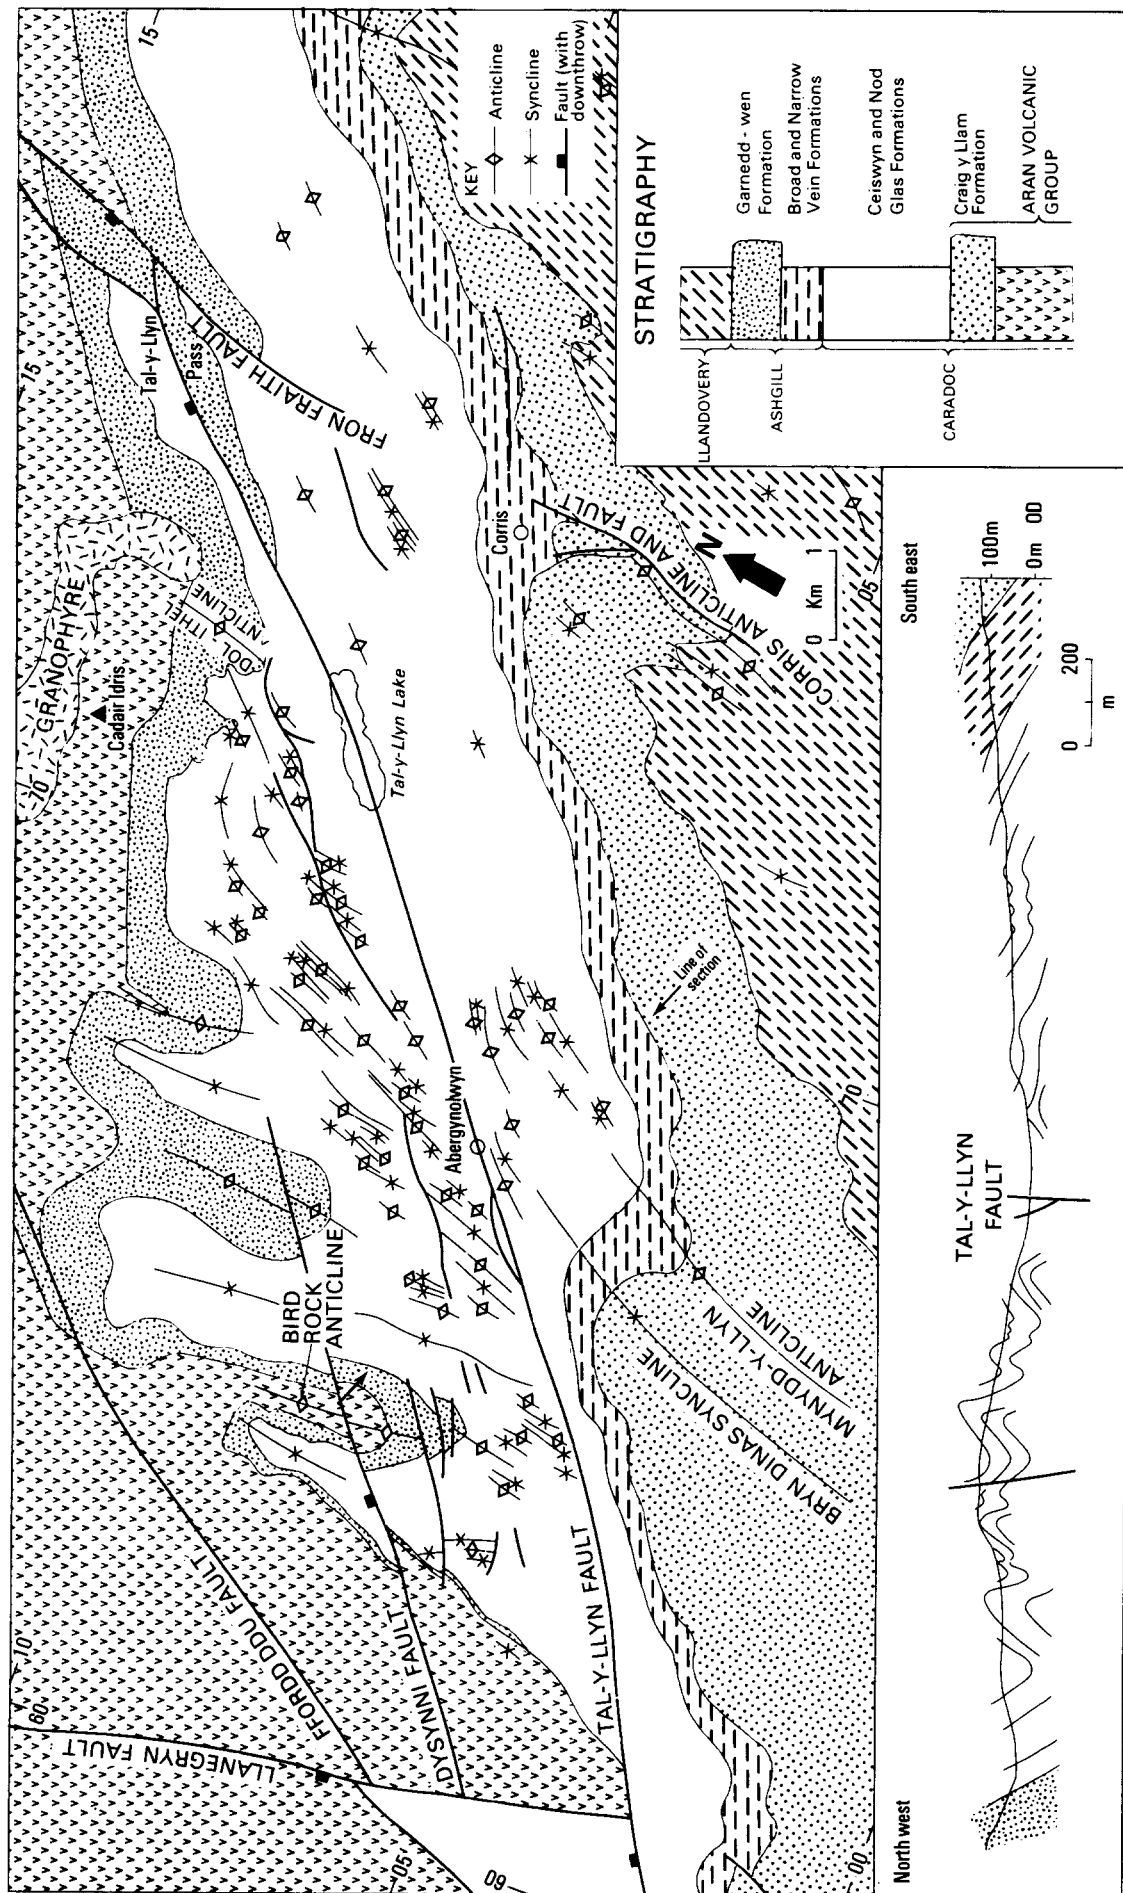 15
15
70
10
60
05
60
00
70
05
GRANOPHYRE
Cadair Idris
DOL ITHEL
ANTICLINE
Tal-y-Llyn
Pass
FRON FRAITH FAULT
Tal-y-Llyn Lake
Corris
CORRIS ANTICLINE AND FAULT
Abergynolwyn
BIRD
ROCK
ANTICLINE
FFORDD DDU FAULT
LLANEGRYN FAULT
DYSYNNI FAULT
TAL-Y-LLYN FAULT
BRYN DINAS SYNCLINE
MYNYDD-Y-LLYN
ANTICLINE
Line of
section
N
0 Km 1
KEY
Anticline
Syncline
Fault (with
downthrow)
STRATIGRAPHY
LLANDOVERY
ASHGILL
CARADOC
Garnedd - wen
Formation
Broad and Narrow
Vein Formations
Ceiswyn and Nod
Glas Formations
Craig y Llam
Formation
ARAN VOLCANIC
GROUP
North west
South east
TAL-Y-LLYN
FAULT
100m
0m OD
0 200
m